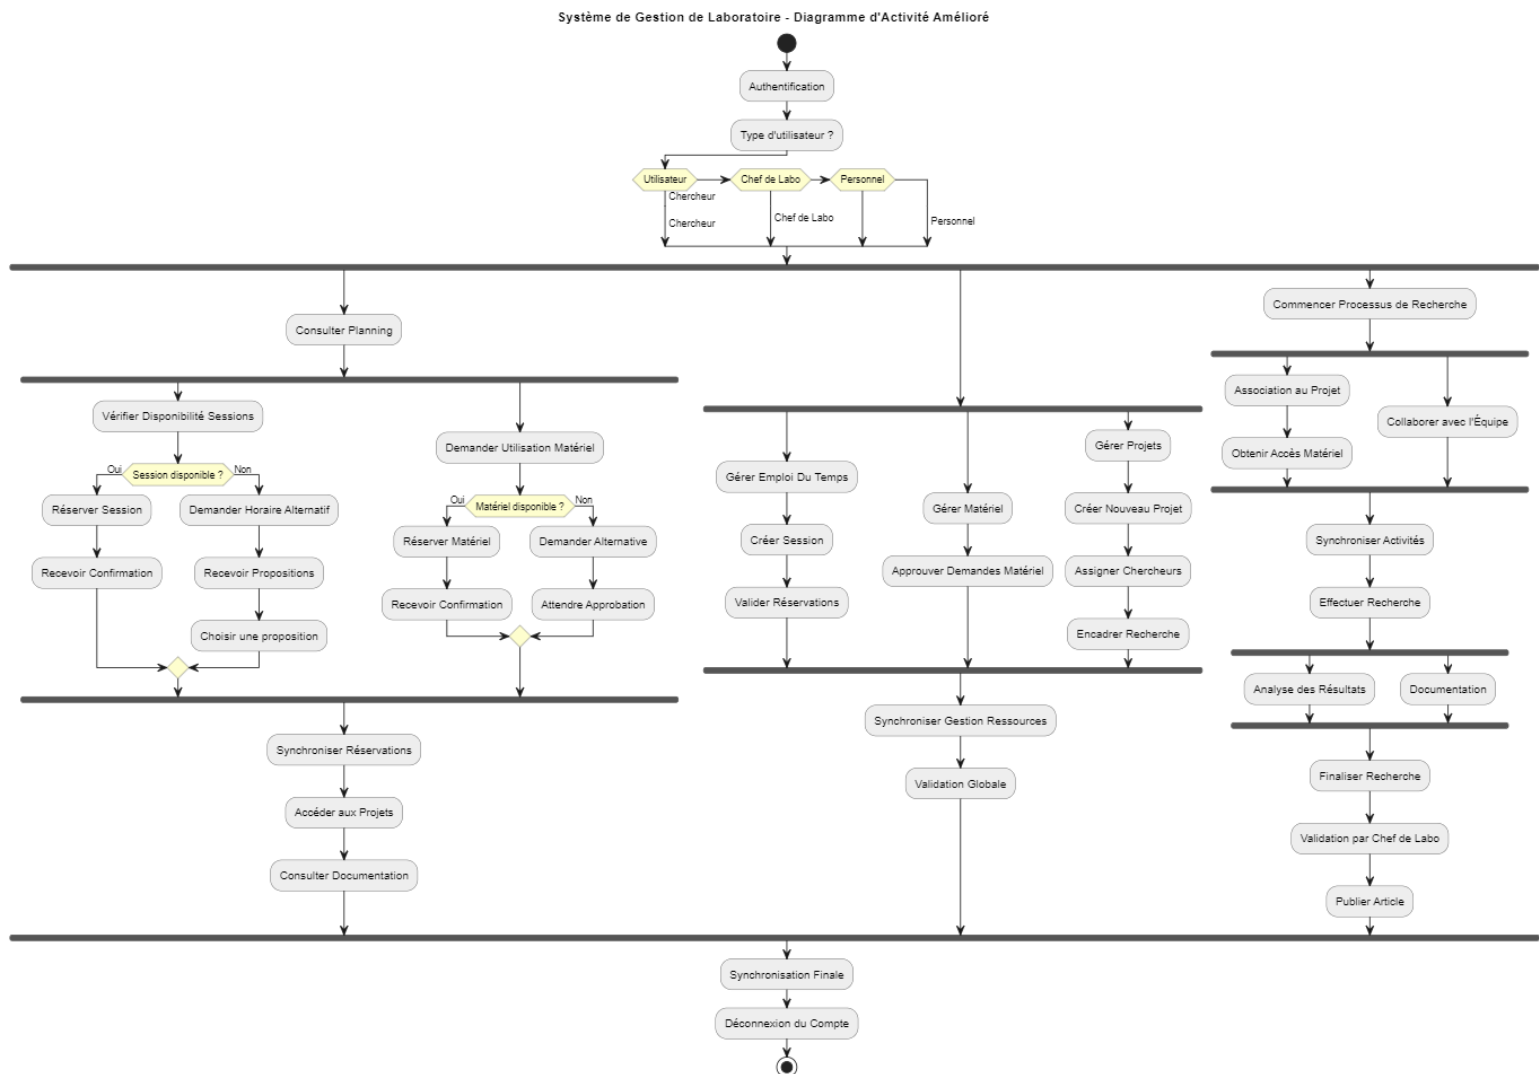 Système de Gestion de Laboratoire - Diagramme d'Activité Amélioré
Authentification
Type d'utilisateur ?
Utilisateur
Chef de Labo
Personnel
Chercheur
Chercheur
Chef de Labo
Personnel
Consulter Planning
Vérifier Disponibilité Sessions
Session disponible ?
Oui
Non
Réserver Session
Demander Horaire Alternatif
Recevoir Confirmation
Recevoir Propositions
Choisir une proposition
Demander Utilisation Matériel
Matériel disponible ?
Oui
Non
Réserver Matériel
Demander Alternative
Recevoir Confirmation
Attendre Approbation
Synchroniser Réservations
Accéder aux Projets
Consulter Documentation
Gérer Emploi Du Temps
Créer Session
Valider Réservations
Gérer Matériel
Approuver Demandes Matériel
Gérer Projets
Créer Nouveau Projet
Assigner Chercheurs
Encadrer Recherche
Synchroniser Gestion Ressources
Validation Globale
Commencer Processus de Recherche
Association au Projet
Obtenir Accès Matériel
Collaborer avec l'Équipe
Synchroniser Activités
Effectuer Recherche
Analyse des Résultats
Documentation
Finaliser Recherche
Validation par Chef de Labo
Publier Article
Synchronisation Finale
Déconnexion du Compte